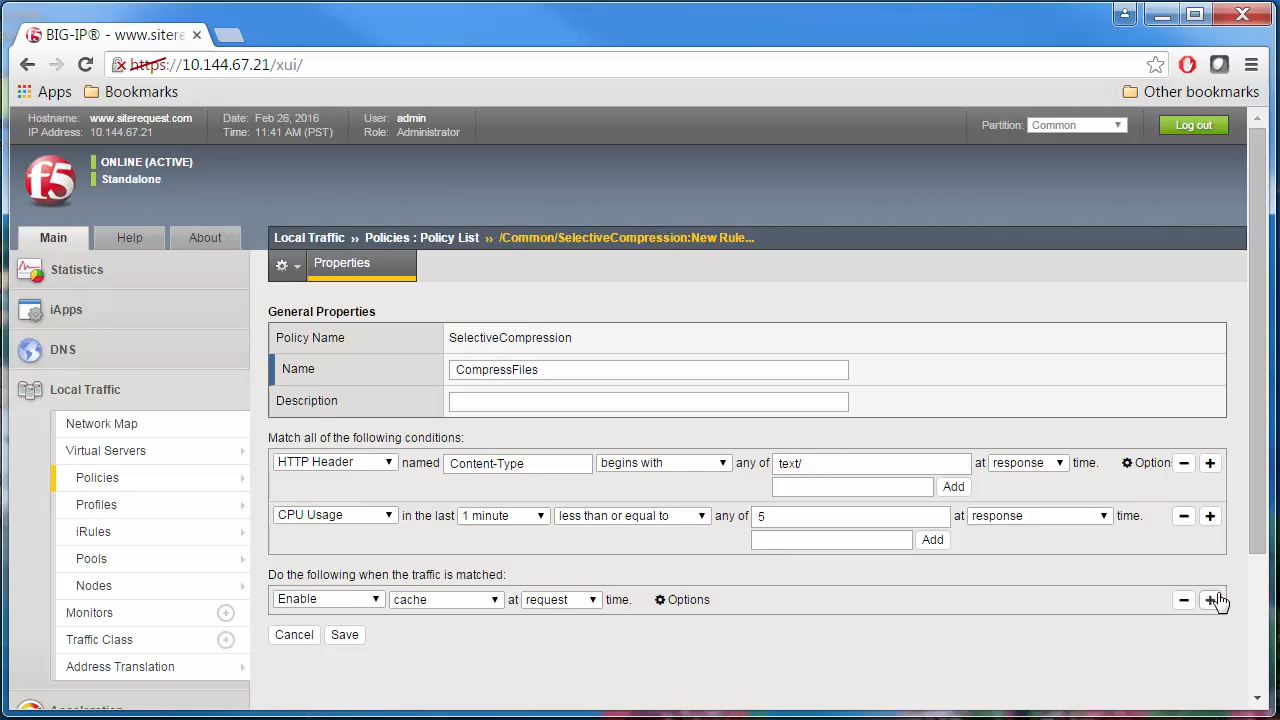 BIG-IP® - www.sitere
https://10.144.67.21/xui/
Apps Bookmarks Other bookmarks
Hostname: www.siterequest.com Date: Feb 26, 2016 User: admin
IP Address: 10.144.67.21 Time: 11:41 AM (PST) Role: Administrator
Partition: Common Log out
f5
ONLINE (ACTIVE)
Standalone
Main Help About
Local Traffic ›› Policies : Policy List ›› /Common/SelectiveCompression:New Rule...
Properties
Statistics
iApps
DNS
Local Traffic
Network Map
Virtual Servers
Policies
Profiles
iRules
Pools
Nodes
Monitors
Traffic Class
Address Translation
General Properties
Policy Name SelectiveCompression
Name CompressFiles
Description
Match all of the following conditions:
HTTP Header named Content-Type begins with any of text/ at response time. Option
Add
CPU Usage in the last 1 minute less than or equal to any of 5 at response time.
Add
Do the following when the traffic is matched:
Enable cache at request time. Options
Cancel Save